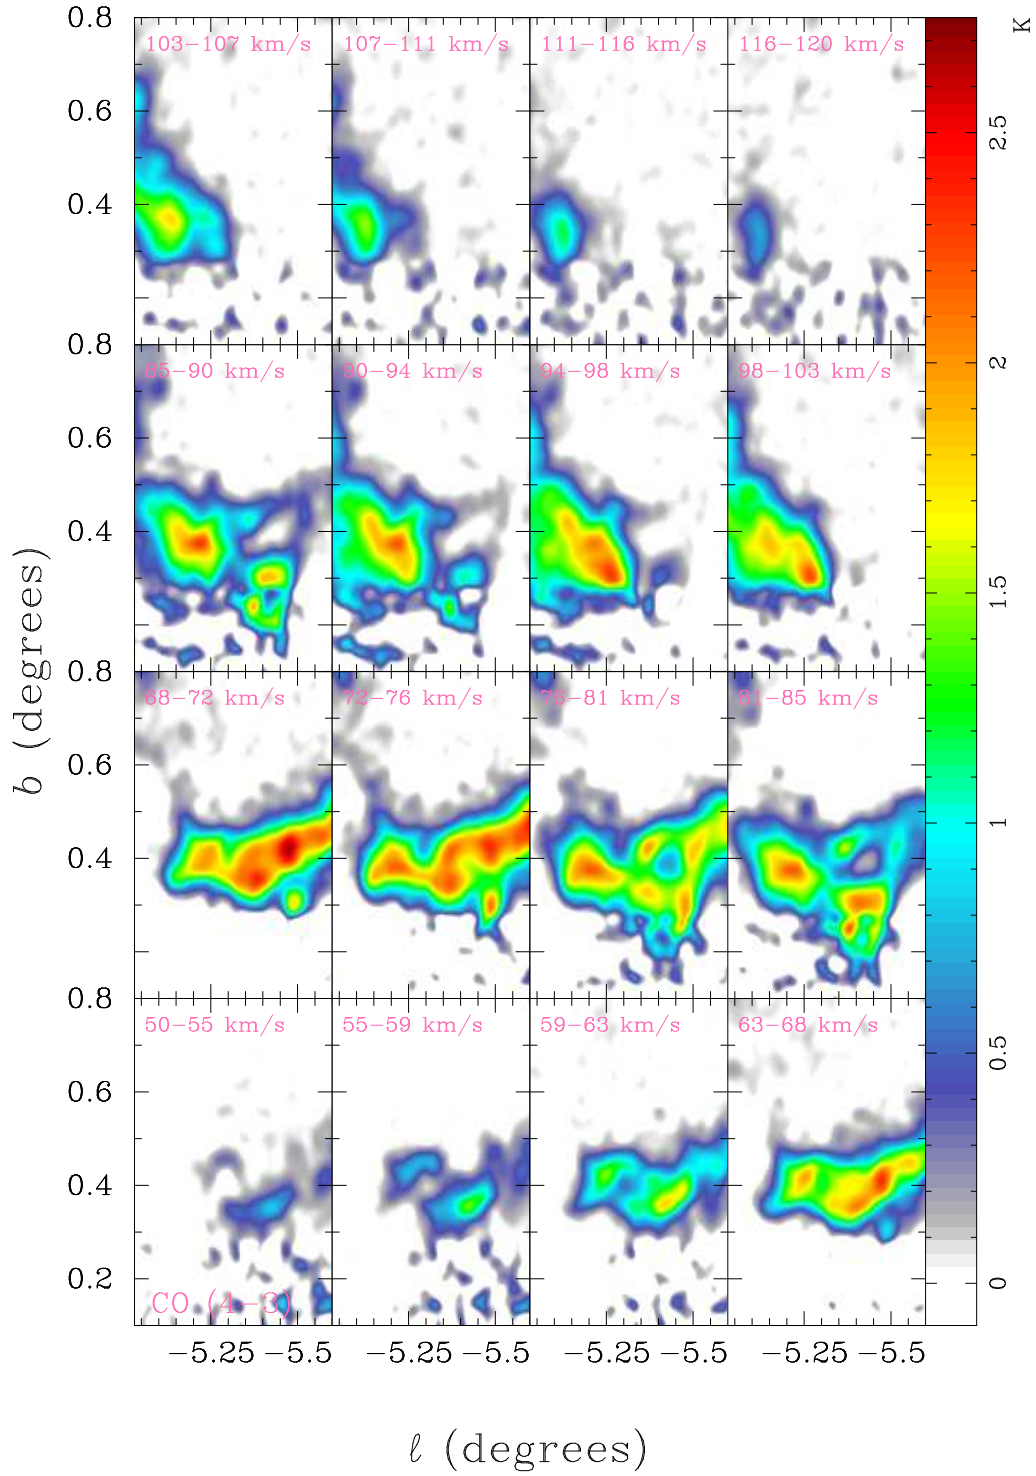 K
103−107 km/s 107−111 km/s 111−116 km/s 116−120 km/s
0.8
0.6
0.4
2.5
85−90 km/s 90−94 km/s 94−98 km/s 98−103 km/s
0.8
0.6
0.4
2
1.5
68−72 km/s 72−76 km/s 76−81 km/s 81−85 km/s
0.8
0.6
0.4
1
b (degrees)
50−55 km/s 55−59 km/s 59−63 km/s 63−68 km/s
0.8
0.6
0.4
0.2
0.5
0
CO (4−3)
−5.25 −5.5 −5.25 −5.5 −5.25 −5.5 −5.25 −5.5
ℓ (degrees)